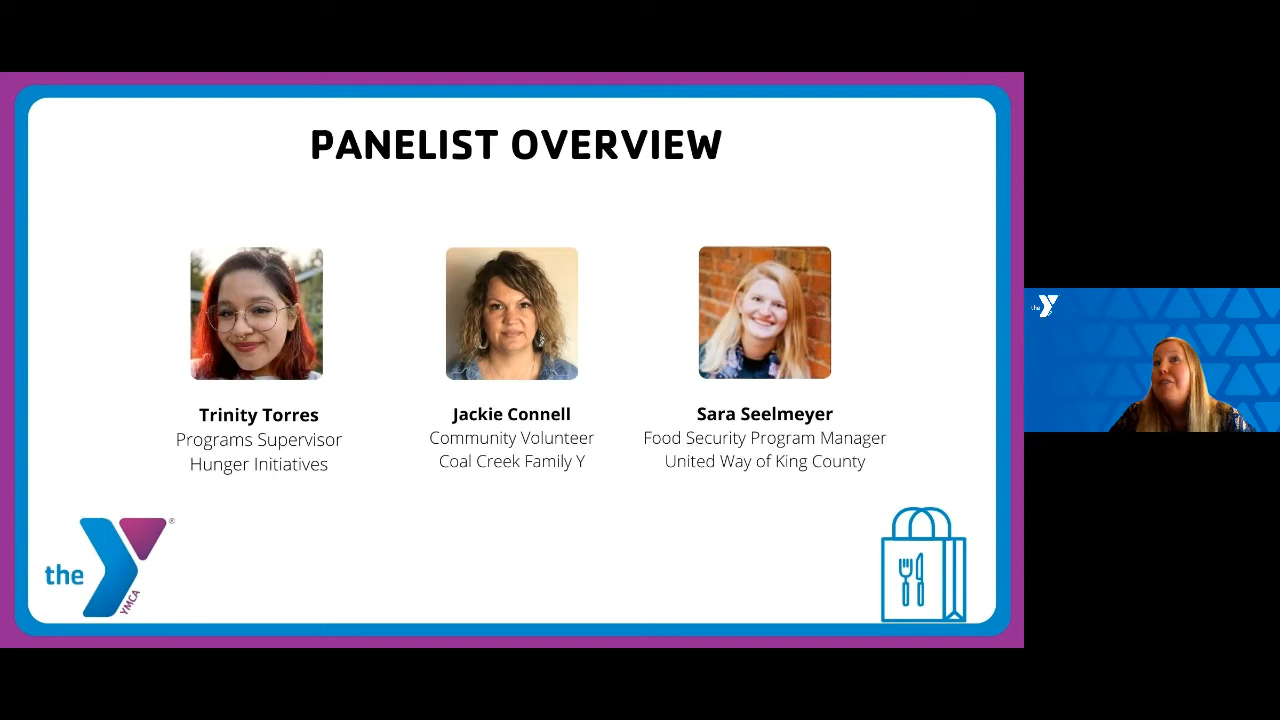 PANELIST OVERVIEW
Trinity Torres
Programs Supervisor
Hunger Initiatives
Jackie Connell
Community Volunteer
Coal Creek Family Y
Sara Seelmeyer
Food Security Program Manager
United Way of King County
the
YMCA
®
the